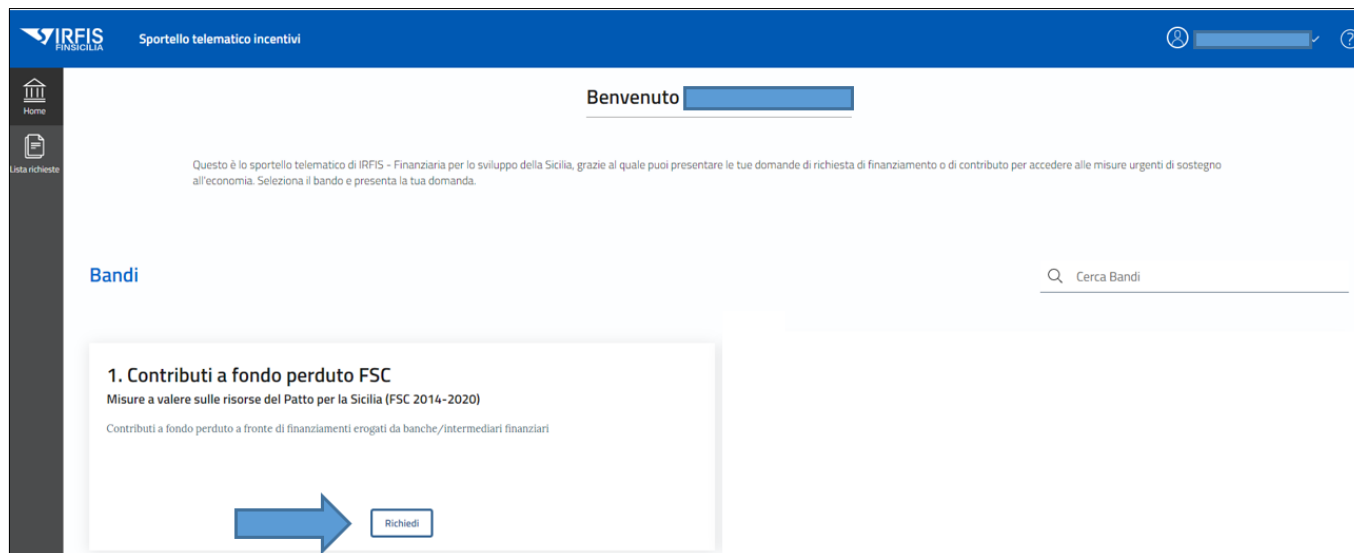 IRFIS
FINSICILIA
Sportello telematico incentivi
Home
Lista richieste
Benvenuto
Questo è lo sportello telematico di IRFIS - Finanziaria per lo sviluppo della Sicilia, grazie al quale puoi presentare le tue domande di richiesta di finanziamento o di contributo per accedere alle misure urgenti di sostegno
all'economia. Seleziona il bando e presenta la tua domanda.
Bandi
Cerca Bandi
1. Contributi a fondo perduto FSC
Misure a valere sulle risorse del Patto per la Sicilia (FSC 2014-2020)
Contributi a fondo perduto a fronte di finanziamenti erogati da banche/intermediari finanziari
Richiedi